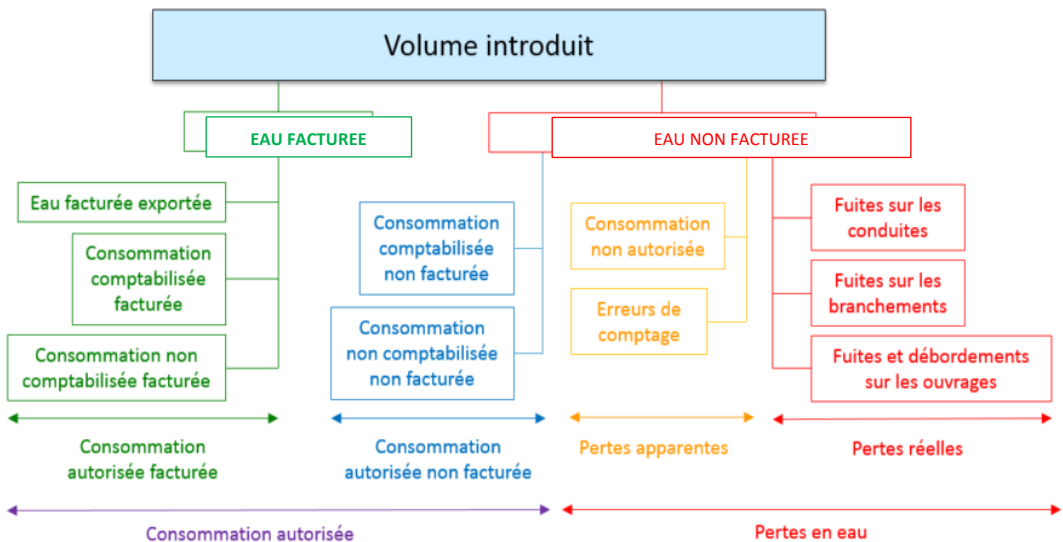 Volume introduit
EAU FACTUREE
EAU NON FACTUREE
Eau facturée exportée
Consommation
comptabilisée
facturée
Consommation non
comptabilisée facturée
Consommation
comptabilisée
non facturée
Consommation
non comptabilisée
non facturée
Consommation
non autorisée
Erreurs de
comptage
Fuites sur les
conduites
Fuites sur les
branchements
Fuites et débordements
sur les ouvrages
Consommation
autorisée facturée
Consommation
autorisée non facturée
Pertes apparentes
Pertes réelles
Consommation autorisée
Pertes en eau